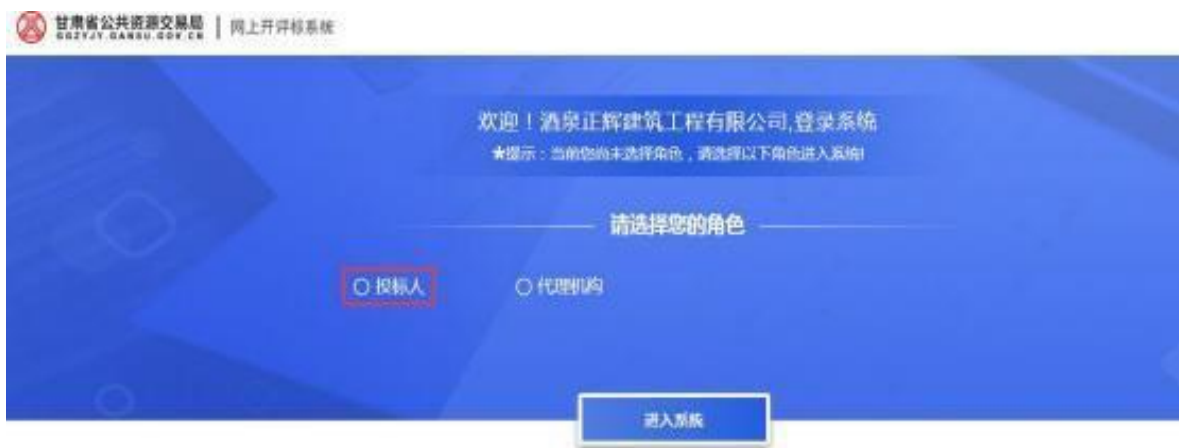 甘肃省公共资源交易局 | 网上开评标系统
GGZYJY.GANSU.GOV.CN
欢迎！酒泉正辉建筑工程有限公司,登录系统
★提示：当前您尚未选择角色，请选择以下角色进入系统!
请选择您的角色
投标人
代理机构
进入系统